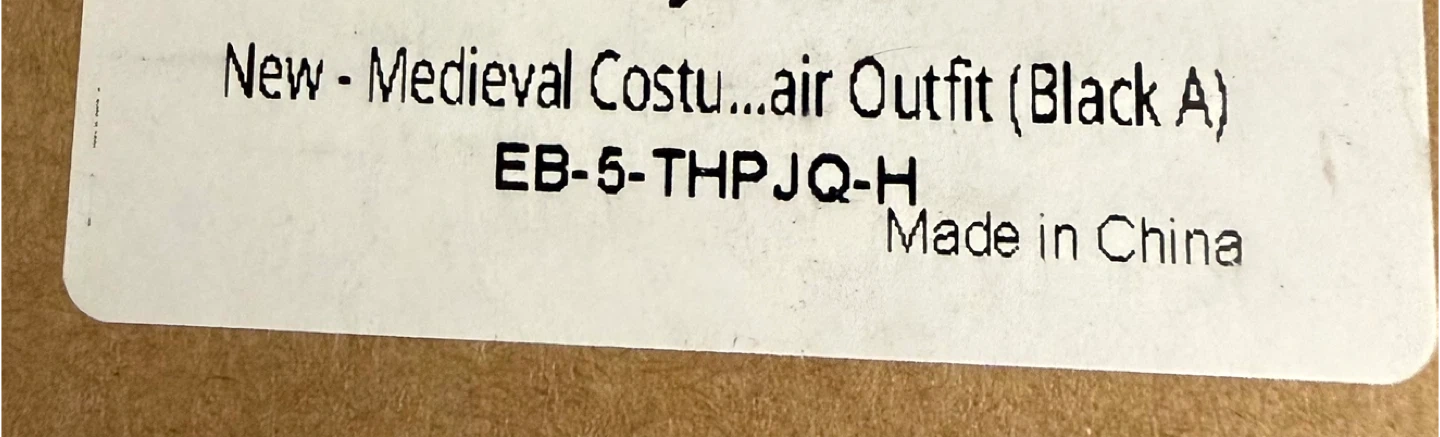 New - Medieval Costu...air Outfit (Black A)
EB-5-THPJQ-H
Made in China